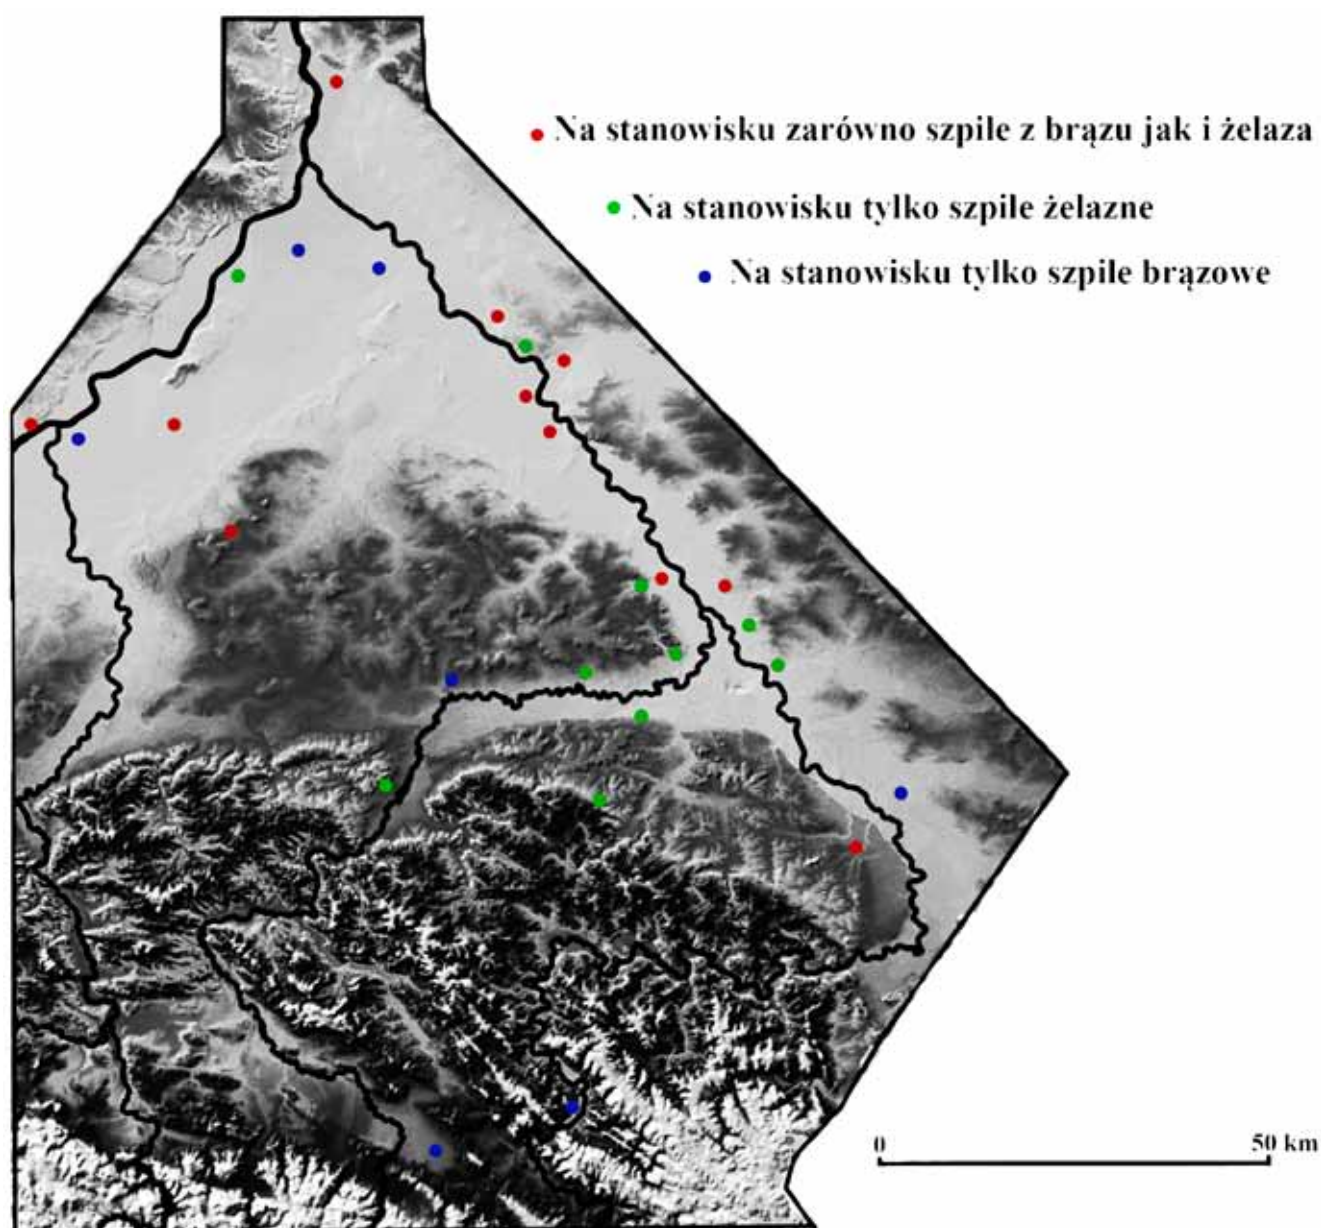 Na stanowisku zarówno szpile z brązu jak i żelaza
Na stanowisku tylko szpile żelazne
Na stanowisku tylko szpile brązowe
0 50 km